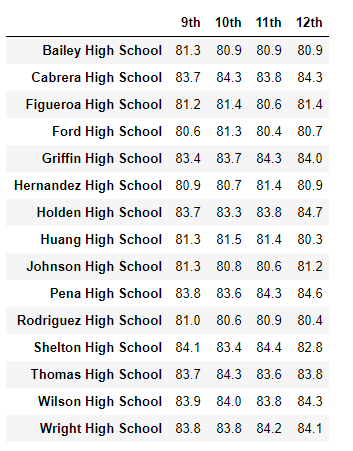 9th 10th 11th 12th
Bailey High School 81.3 80.9 80.9 80.9
Cabrera High School 83.7 84.3 83.8 84.3
Figueroa High School 81.2 81.4 80.6 81.4
Ford High School 80.6 81.3 80.4 80.7
Griffin High School 83.4 83.7 84.3 84.0
Hernandez High School 80.9 80.7 81.4 80.9
Holden High School 83.7 83.3 83.8 84.7
Huang High School 81.3 81.5 81.4 80.3
Johnson High School 81.3 80.8 80.6 81.2
Pena High School 83.8 83.6 84.3 84.6
Rodriguez High School 81.0 80.6 80.9 80.4
Shelton High School 84.1 83.4 84.4 82.8
Thomas High School 83.7 84.3 83.6 83.8
Wilson High School 83.9 84.0 83.8 84.3
Wright High School 83.8 83.8 84.2 84.1